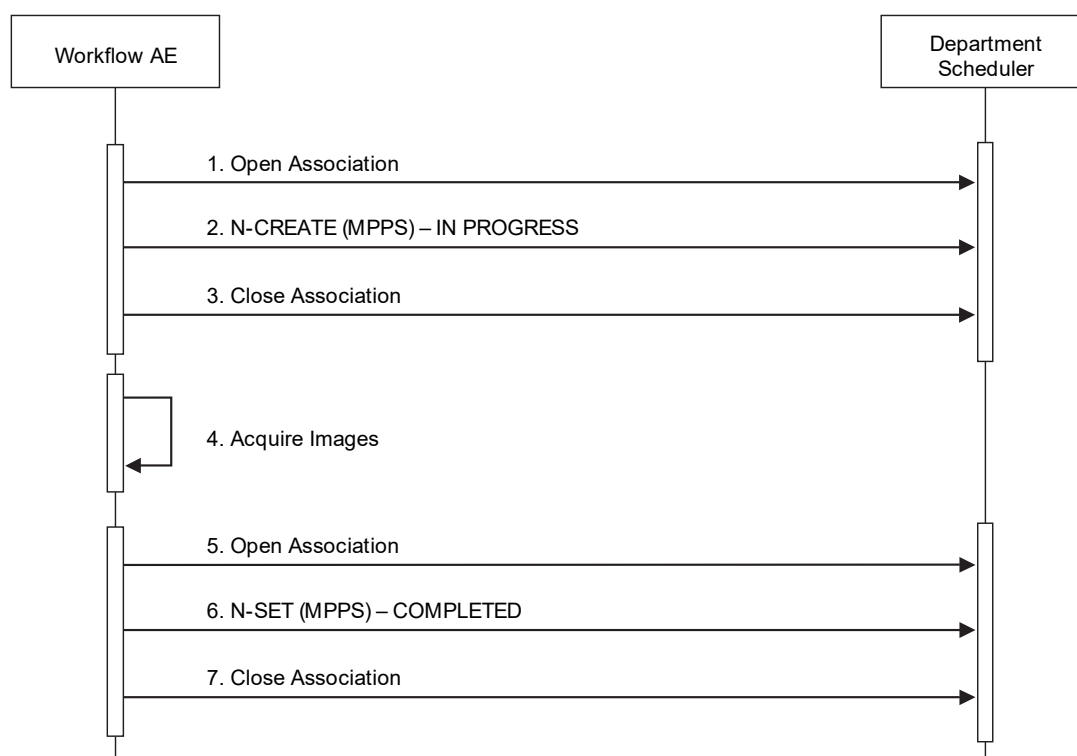 Workflow AE
Department
Scheduler
1. Open Association
2. N-CREATE (MPPS) – IN PROGRESS
3. Close Association
4. Acquire Images
5. Open Association
6. N-SET (MPPS) – COMPLETED
7. Close Association